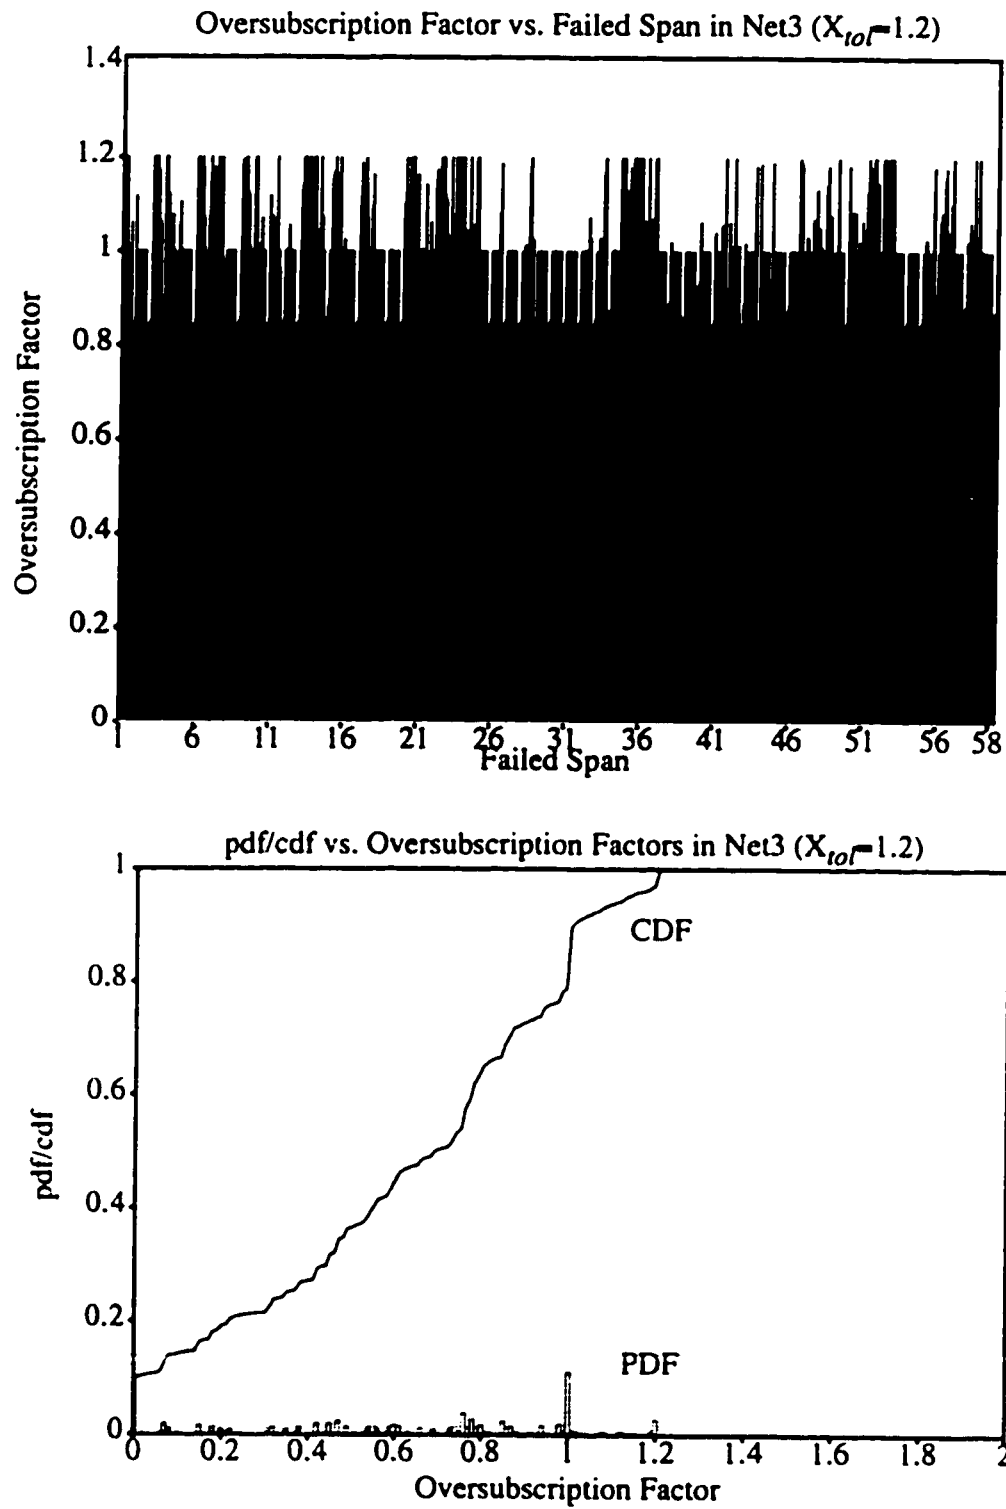 Oversubscription Factor vs. Failed Span in Net3 (X_tol=1.2)
1.4
1.2
1
0.8
0.6
0.4
0.2
0
Oversubscription Factor
1 6 11 16 21 26 31 36 41 46 51 56 58
Failed Span
pdf/cdf vs. Oversubscription Factors in Net3 (X_tol=1.2)
1
0.8
0.6
0.4
0.2
0
pdf/cdf
CDF
PDF
0 0.2 0.4 0.6 0.8 1 1.2 1.4 1.6 1.8 2
Oversubscription Factor